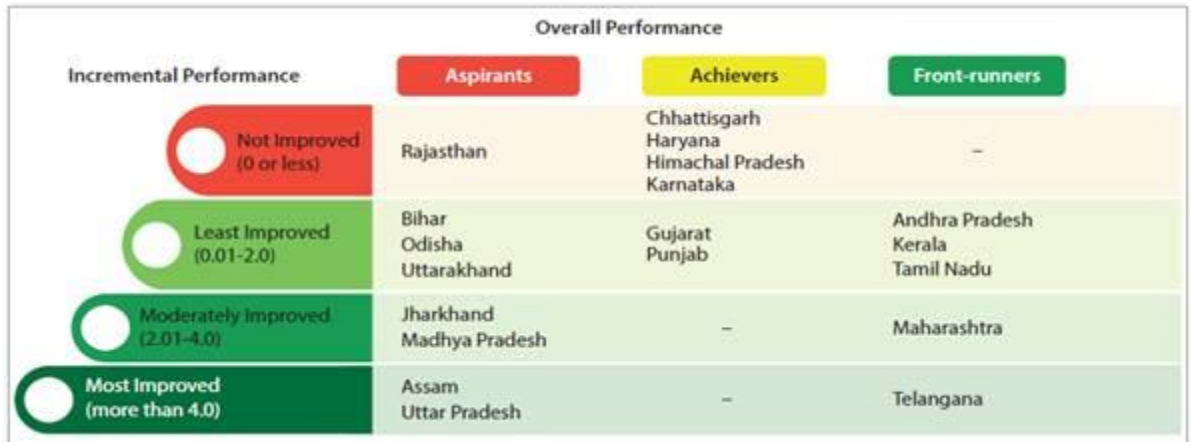 Overall Performance
Incremental Performance
Aspirants
Achievers
Front-runners
Not Improved
(0 or less)
Rajasthan
Chhattisgarh
Haryana
Himachal Pradesh
Karnataka
–
Least Improved
(0.01-2.0)
Bihar
Odisha
Uttarakhand
Gujarat
Punjab
Andhra Pradesh
Kerala
Tamil Nadu
Moderately Improved
(2.01-4.0)
Jharkhand
Madhya Pradesh
–
Maharashtra
Most Improved
(more than 4.0)
Assam
Uttar Pradesh
–
Telangana